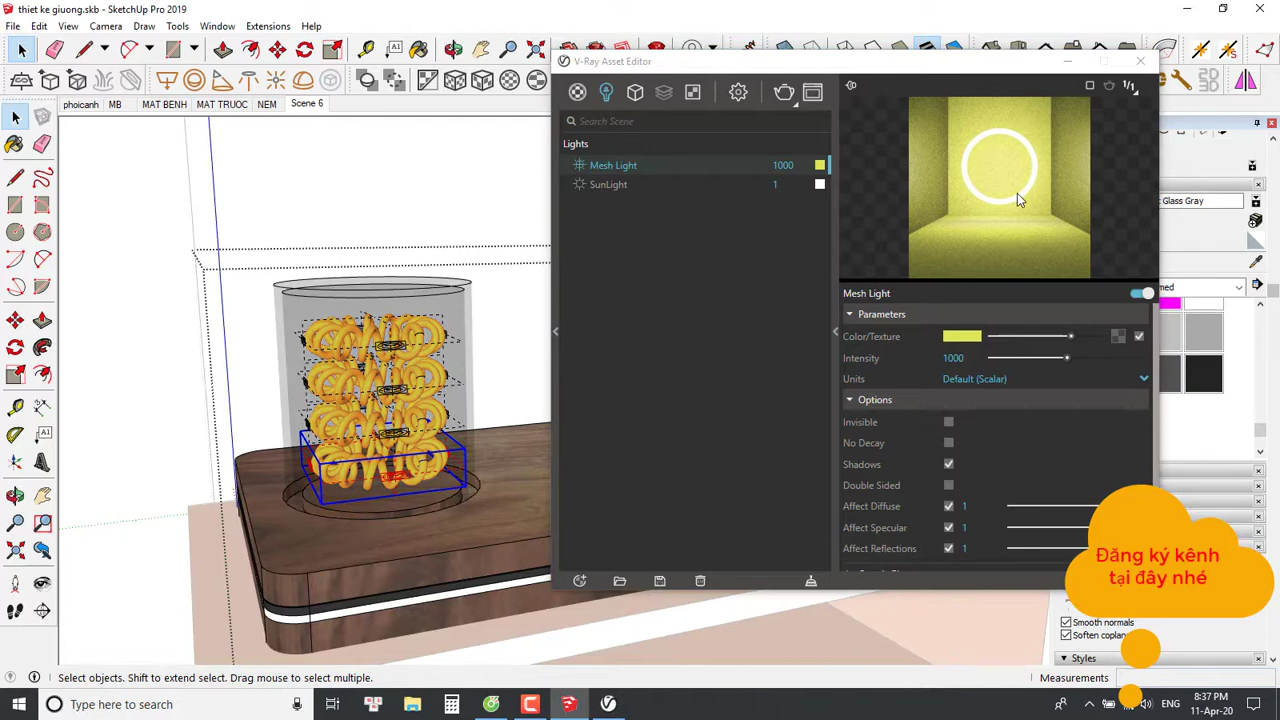 thiet ke giuong.skb - SketchUp Pro 2019
File Edit View Camera Draw Tools Window Extensions Help
phoicanh MB MAT BENH MAT TRUOC NEM Scene 6
V-Ray Asset Editor
Search Scene
1/1
Lights
Mesh Light 1000
SunLight 1
Mesh Light
Parameters
Color/Texture
Intensity 1000
Units Default (Scalar)
Options
Invisible
No Decay
Shadows
Double Sided
Affect Diffuse 1
Affect Specular 1
Affect Reflections 1
t Glass Gray
Đăng ký kênh
tại đây nhé
Smooth normals
Soften coplan
Styles
Select objects. Shift to extend select. Drag mouse to select multiple.
Measurements
Type here to search
ENG
8:37 PM
11-Apr-20